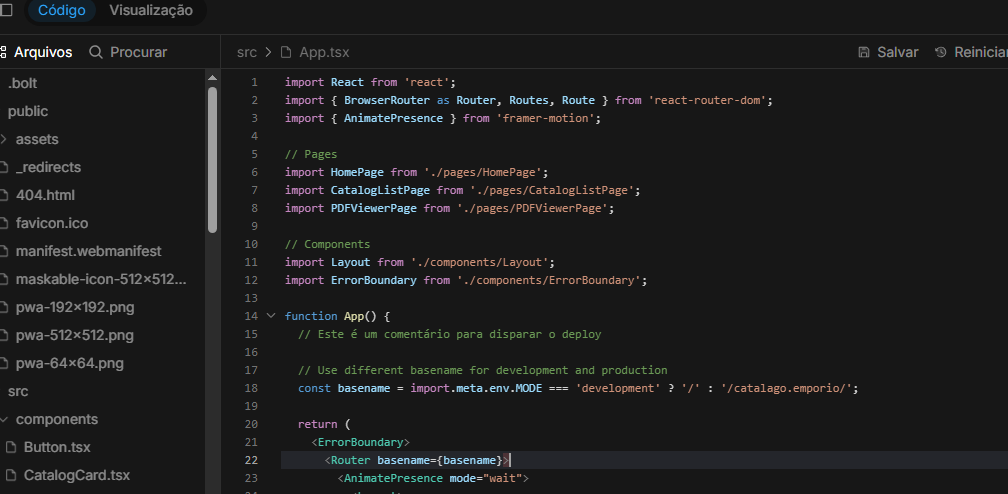 Código Visualização
Arquivos Procurar
src > App.tsx
Salvar Reiniciar
.bolt
public
assets
_redirects
404.html
favicon.ico
manifest.webmanifest
maskable-icon-512×512...
pwa-192×192.png
pwa-512×512.png
pwa-64×64.png
src
components
Button.tsx
CatalogCard.tsx
1 import React from 'react';
2 import { BrowserRouter as Router, Routes, Route } from 'react-router-dom';
3 import { AnimatePresence } from 'framer-motion';
4
5 // Pages
6 import HomePage from './pages/HomePage';
7 import CatalogListPage from './pages/CatalogListPage';
8 import PDFViewerPage from './pages/PDFViewerPage';
9
10 // Components
11 import Layout from './components/Layout';
12 import ErrorBoundary from './components/ErrorBoundary';
13
14 function App() {
15 // Este é um comentário para disparar o deploy
16
17 // Use different basename for development and production
18 const basename = import.meta.env.MODE === 'development' ? '/' : '/catalago.emporio/';
19
20 return (
21 <ErrorBoundary>
22 <Router basename={basename}>
23 <AnimatePresence mode="wait">